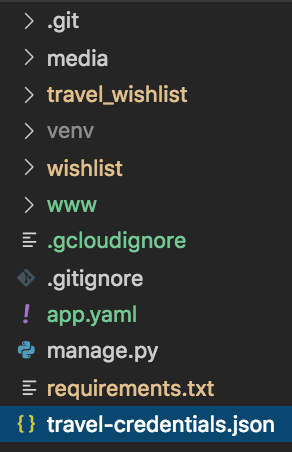 .git
media
travel_wishlist
venv
wishlist
www
.gcloudignore
.gitignore
! app.yaml
manage.py
requirements.txt
{} travel-credentials.json